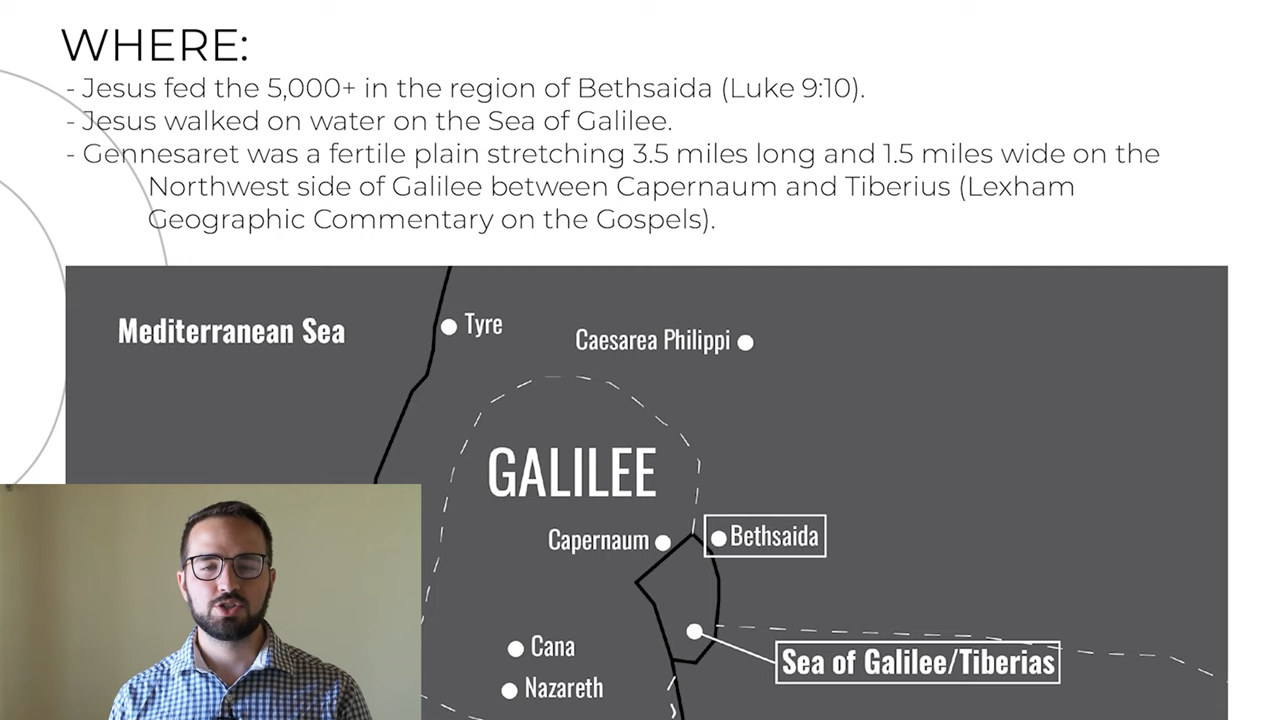 WHERE:
- Jesus fed the 5,000+ in the region of Bethsaida (Luke 9:10).
- Jesus walked on water on the Sea of Galilee.
- Gennesaret was a fertile plain stretching 3.5 miles long and 1.5 miles wide on the
Northwest side of Galilee between Capernaum and Tiberius (Lexham
Geographic Commentary on the Gospels).
Mediterranean Sea
Tyre
Caesarea Philippi
GALILEE
Capernaum
Bethsaida
Cana
Sea of Galilee/Tiberias
Nazareth